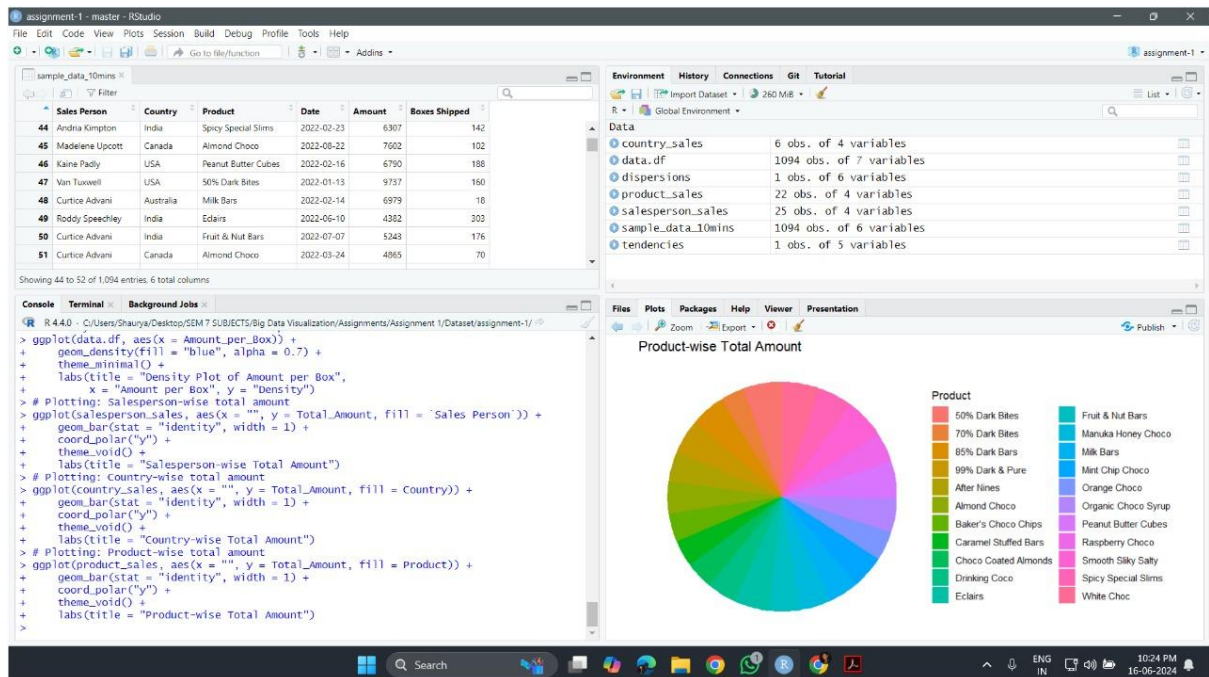 assignment-1 - master - RStudio
File Edit Code View Plots Session Build Debug Profile Tools Help
Go to file/function Addins assignment-1
sample_data_10mins
Filter
Sales Person Country Product Date Amount Boxes Shipped
44 Andria Kimpton India Spicy Special Slims 2022-02-23 6307 142
45 Madelene Upcott Canada Almond Choco 2022-08-22 7602 102
46 Kaine Padly USA Peanut Butter Cubes 2022-02-16 6790 188
47 Van Tuxwell USA 50% Dark Bites 2022-01-13 9737 160
48 Curtice Advani Australia Milk Bars 2022-02-14 6979 18
49 Roddy Speechley India Eclairs 2022-06-10 4382 303
50 Curtice Advani India Fruit & Nut Bars 2022-07-07 5243 176
51 Curtice Advani Canada Almond Choco 2022-03-24 4865 70
Showing 44 to 52 of 1,094 entries, 6 total columns
Console Terminal Background Jobs
R 4.4.0 · C:/Users/Shaurya/Desktop/SEM 7 SUBJECTS/Big Data Visualization/Assignments/Assignment 1/Dataset/assignment-1/
> ggplot(data.df, aes(x = Amount_per_Box)) +
+ geom_density(fill = "blue", alpha = 0.7) +
+ theme_minimal() +
+ labs(title = "Density Plot of Amount per Box",
+ x = "Amount per Box", y = "Density")
> # Plotting: Salesperson-wise total amount
> ggplot(salesperson_sales, aes(x = "", y = Total_Amount, fill = `Sales Person`)) +
+ geom_bar(stat = "identity", width = 1) +
+ coord_polar("y") +
+ theme_void() +
+ labs(title = "Salesperson-wise Total Amount")
> # Plotting: Country-wise total amount
> ggplot(country_sales, aes(x = "", y = Total_Amount, fill = Country)) +
+ geom_bar(stat = "identity", width = 1) +
+ coord_polar("y") +
+ theme_void() +
+ labs(title = "Country-wise Total Amount")
> # Plotting: Product-wise total amount
> ggplot(product_sales, aes(x = "", y = Total_Amount, fill = Product)) +
+ geom_bar(stat = "identity", width = 1) +
+ coord_polar("y") +
+ theme_void() +
+ labs(title = "Product-wise Total Amount")
>
Environment History Connections Git Tutorial
Import Dataset 260 MiB List
R Global Environment
Data
country_sales 6 obs. of 4 variables
data.df 1094 obs. of 7 variables
dispersions 1 obs. of 6 variables
product_sales 22 obs. of 4 variables
salesperson_sales 25 obs. of 4 variables
sample_data_10mins 1094 obs. of 6 variables
tendencies 1 obs. of 5 variables
Files Plots Packages Help Viewer Presentation
Zoom Export Publish
Product-wise Total Amount
Product
50% Dark Bites
70% Dark Bites
85% Dark Bars
99% Dark & Pure
After Nines
Almond Choco
Baker's Choco Chips
Caramel Stuffed Bars
Choco Coated Almonds
Drinking Coco
Eclairs
Fruit & Nut Bars
Manuka Honey Choco
Milk Bars
Mint Chip Choco
Orange Choco
Organic Choco Syrup
Peanut Butter Cubes
Raspberry Choco
Smooth Sliky Salty
Spicy Special Slims
White Choc
Search
ENG
IN
10:24 PM
16-06-2024